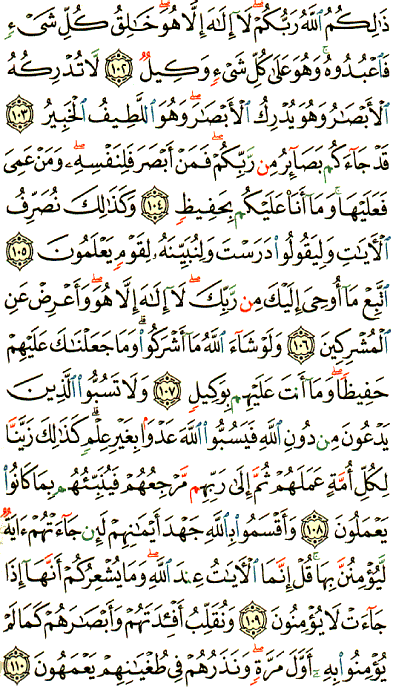 ذَٰلِكُمُ ٱللَّهُ رَبُّكُمْ ۖ لَآ إِلَٰهَ إِلَّا هُوَ ۖ خَٰلِقُ كُلِّ شَىْءٍ
فَٱعْبُدُوهُ ۚ وَهُوَ عَلَىٰ كُلِّ شَىْءٍ وَكِيلٌ ١٠٢ لَّا تُدْرِكُهُ
ٱلْأَبْصَٰرُ وَهُوَ يُدْرِكُ ٱلْأَبْصَٰرَ ۖ وَهُوَ ٱللَّطِيفُ ٱلْخَبِيرُ ١٠٣
قَدْ جَآءَكُم بَصَآئِرُ مِن رَّبِّكُمْ ۖ فَمَنْ أَبْصَرَ فَلِنَفْسِهِۦ ۖ وَمَنْ عَمِىَ
فَعَلَيْهَا ۚ وَمَآ أَنَا۠ عَلَيْكُم بِحَفِيظٍ ١٠٤ وَكَذَٰلِكَ نُصَرِّفُ
ٱلْءَايَٰتِ وَلِيَقُولُوا۟ دَرَسْتَ وَلِنُبَيِّنَهُۥ لِقَوْمٍ يَعْلَمُونَ ١٠٥
ٱتَّبِعْ مَآ أُوحِىَ إِلَيْكَ مِن رَّبِّكَ ۖ لَآ إِلَٰهَ إِلَّا هُوَ ۖ وَأَعْرِضْ عَنِ
ٱلْمُشْرِكِينَ ١٠٦ وَلَوْ شَآءَ ٱللَّهُ مَآ أَشْرَكُوا۟ ۗ وَمَا جَعَلْنَٰكَ عَلَيْهِمْ
حَفِيظًا ۖ وَمَآ أَنتَ عَلَيْهِم بِوَكِيلٍ ١٠٧ وَلَا تَسُبُّوا۟ ٱلَّذِينَ
يَدْعُونَ مِن دُونِ ٱللَّهِ فَيَسُبُّوا۟ ٱللَّهَ عَدْوًۢا بِغَيْرِ عِلْمٍ ۗ كَذَٰلِكَ زَيَّنَّا
لِكُلِّ أُمَّةٍ عَمَلَهُمْ ثُمَّ إِلَىٰ رَبِّهِم مَّرْجِعُهُمْ فَيُنَبِّئُهُم بِمَا كَانُوا۟
يَعْمَلُونَ ١٠٨ وَأَقْسَمُوا۟ بِٱللَّهِ جَهْدَ أَيْمَٰنِهِمْ لَئِن جَآءَتْهُمْ ءَايَةٌ
لَّيُؤْمِنُنَّ بِهَا ۚ قُلْ إِنَّمَا ٱلْءَايَٰتُ عِندَ ٱللَّهِ ۖ وَمَا يُشْعِرُكُمْ أَنَّهَآ إِذَا
جَآءَتْ لَا يُؤْمِنُونَ ١٠٩ وَنُقَلِّبُ أَفْـِٔدَتَهُمْ وَأَبْصَٰرَهُمْ كَمَا لَمْ
يُؤْمِنُوا۟ بِهِۦٓ أَوَّلَ مَرَّةٍ وَنَذَرُهُمْ فِى طُغْيَٰنِهِمْ يَعْمَهُونَ ١١٠